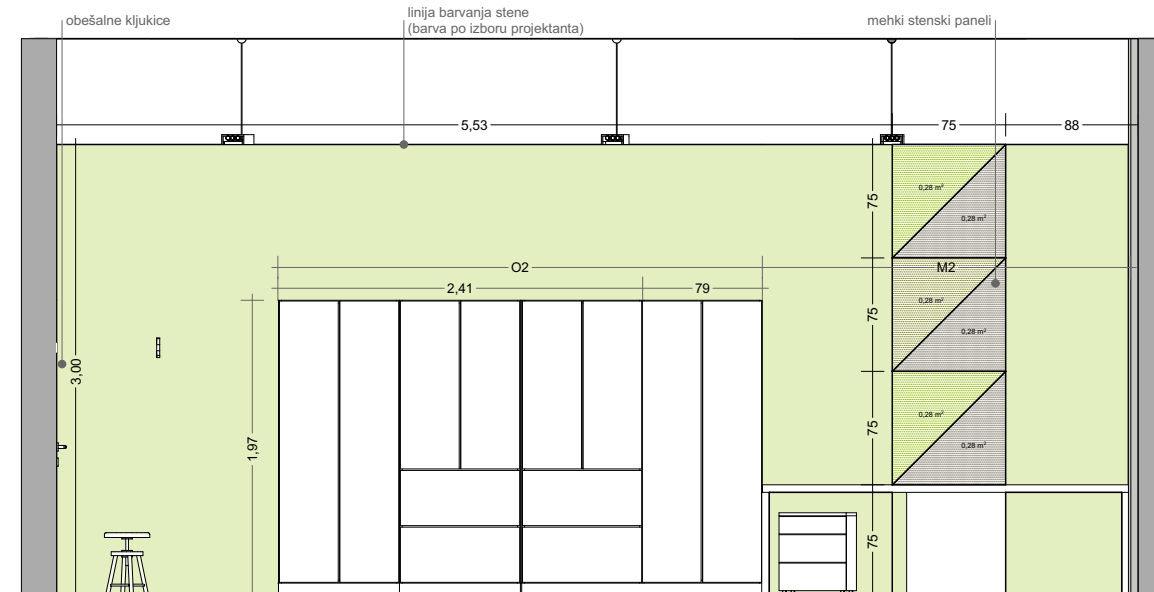 obešalne kljukice
linija barvanja stene
(barva po izboru projektanta)
mehki stenski paneli
5,53
75
88
75
0,28 m²
0,28 m²
O2
M2
2,41
79
75
0,28 m²
0,28 m²
3,00
1,97
75
0,28 m²
0,28 m²
75